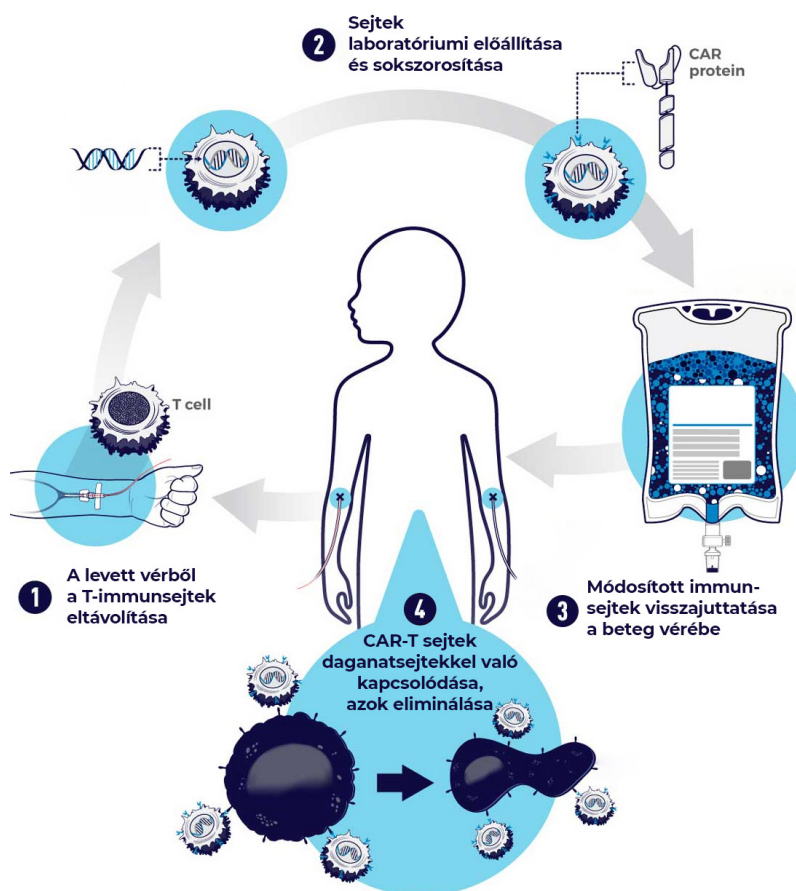 2
Sejtek
laboratóriumi előállítása
és sokszorosítása
CAR
protein
T cell
1
A levett vérből
a T-immunsejtek
eltávolítása
3
Módosított immun-
sejtek visszajuttatása
a beteg vérébe
4
CAR-T sejtek
daganatsejtekkel való
kapcsolódása,
azok eliminálása